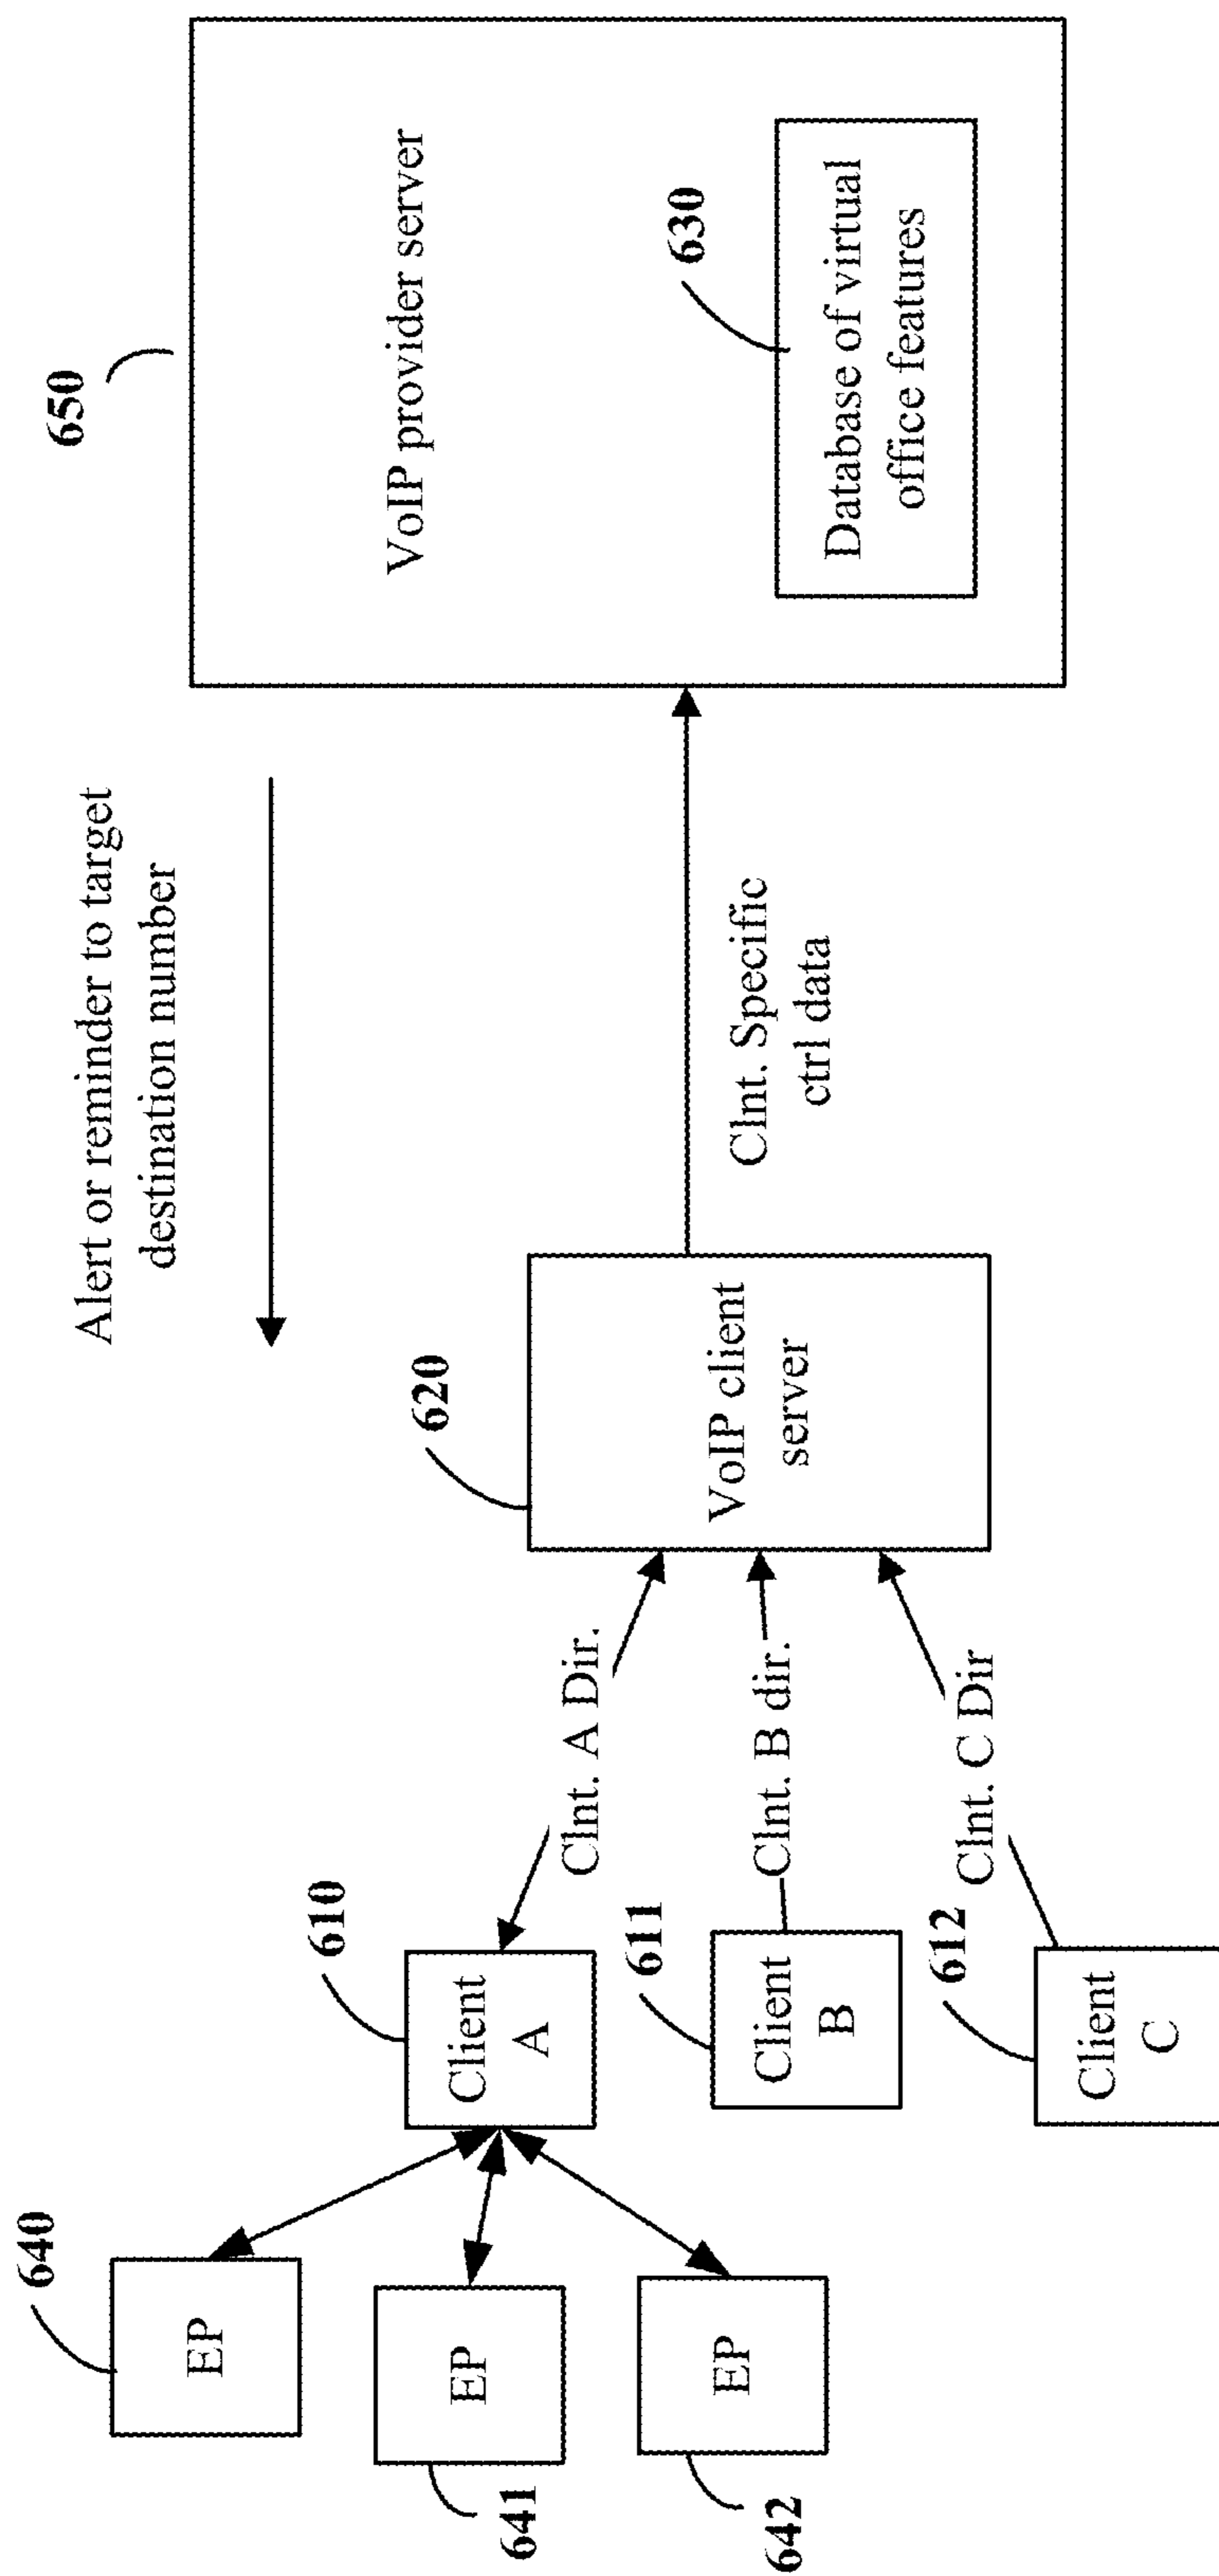 640
EP
641
EP
642
EP
610
Client
A
611
Client
B
612
Client
C
Clnt. A Dir.
Clnt. B dir.
Clnt. C Dir
620
VoIP client
server
Clnt. Specific
ctrl data
Alert or reminder to target
destination number
650
VoIP provider server
630
Database of virtual
office features